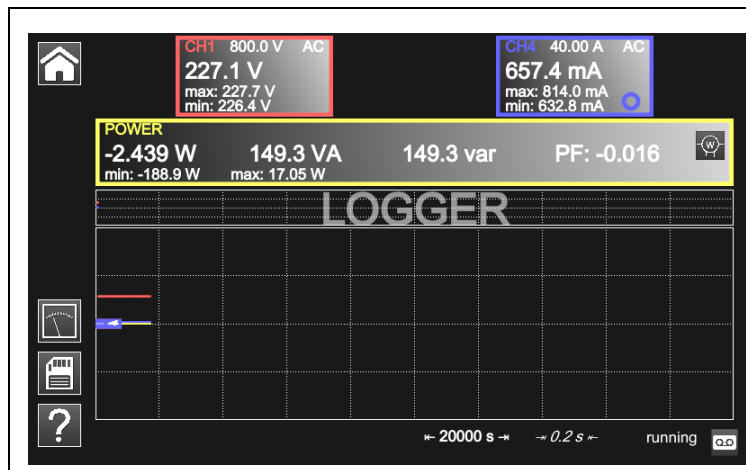 CH1 800.0 V AC
227.1 V
max: 227.7 V
min: 226.4 V
CH4 40.00 A AC
657.4 mA
max: 814.0 mA
min: 632.8 mA
POWER
-2.439 W 149.3 VA 149.3 var PF: -0.016
min: -188.9 W max: 17.05 W
W
LOGGER
?
⇤ 20000 s ⇥ ⇥ 0.2 s ⇤ running